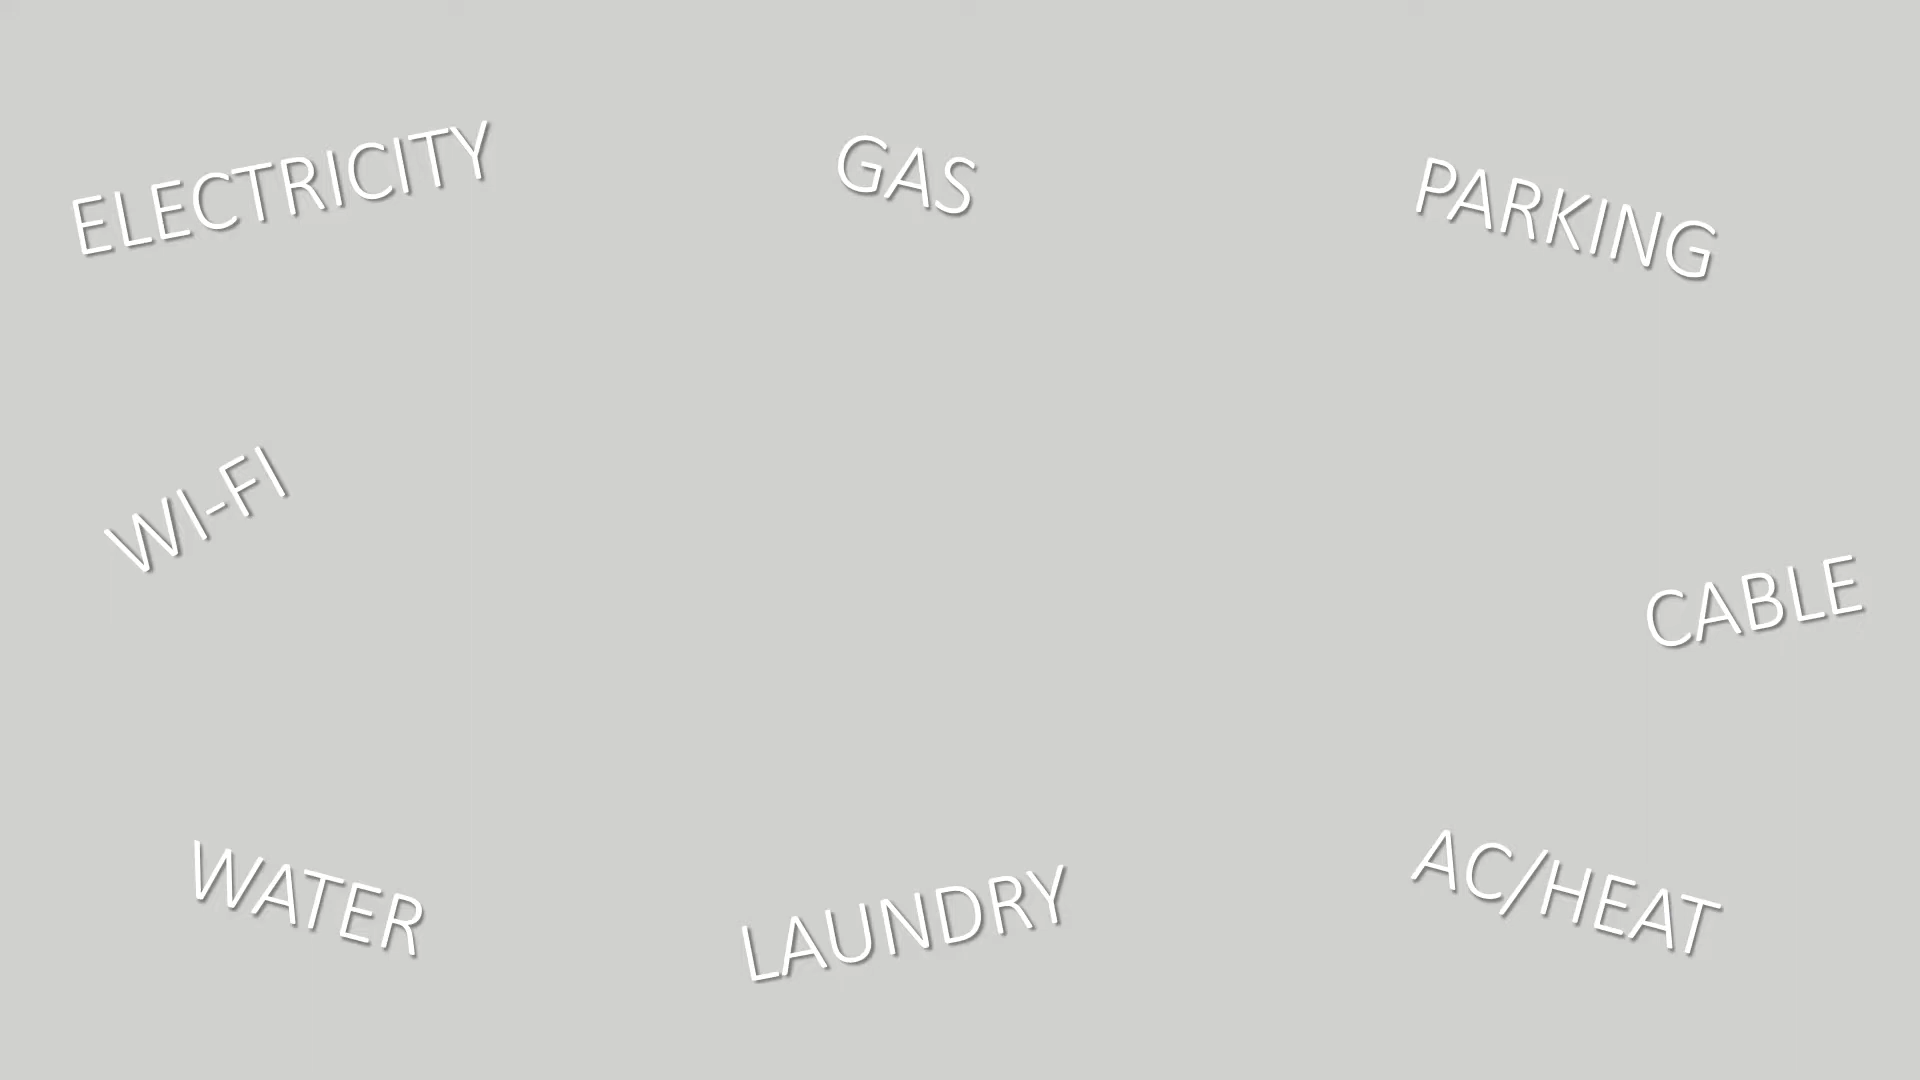 ELECTRICITY
GAS
PARKING
WI-FI
CABLE
WATER
LAUNDRY
AC/HEAT